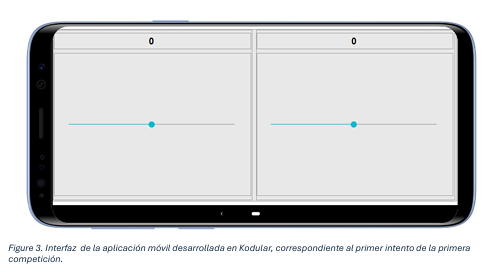 0 0
Figure 3. Interfaz de la aplicación móvil desarrollada en Kodular, correspondiente al primer intento de la primera
competición.